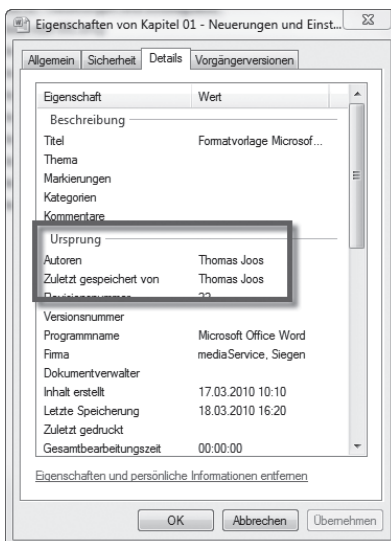 Eigenschaften von Kapitel 01 - Neuerungen und Einst...
Allgemein Sicherheit Details Vorgängerversionen
Eigenschaft Wert
Beschreibung
Titel Formatvorlage Microsof...
Thema
Markierungen
Kategorien
Kommentare
Ursprung
Autoren Thomas Joos
Zuletzt gespeichert von Thomas Joos
Revisionsnummer 22
Versionsnummer
Programmname Microsoft Office Word
Firma mediaService, Siegen
Dokumentverwalter
Inhalt erstellt 17.03.2010 10:10
Letzte Speicherung 18.03.2010 16:20
Zuletzt gedruckt
Gesamtbearbeitungszeit 00:00:00
Eigenschaften und persönliche Informationen entfernen
OK Abbrechen Übernehmen